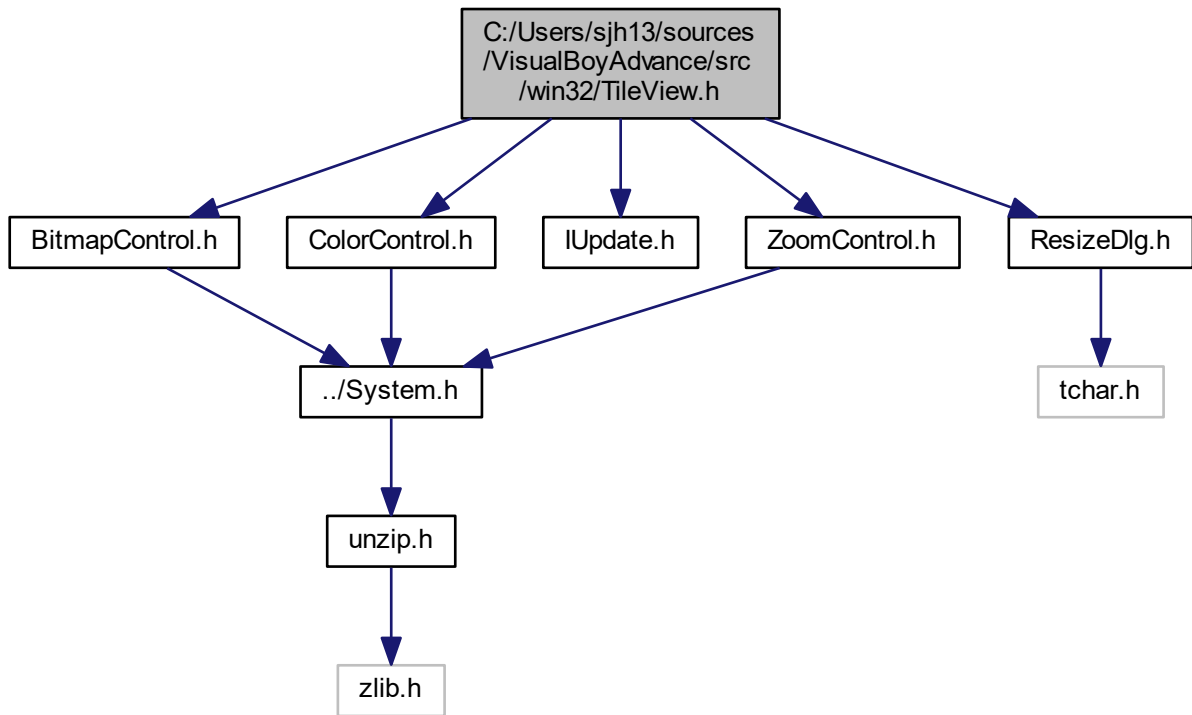 C:/Users/sjh13/sources
/VisualBoyAdvance/src
/win32/TileView.h
BitmapControl.h
ColorControl.h
IUpdate.h
ZoomControl.h
ResizeDlg.h
../System.h
tchar.h
unzip.h
zlib.h